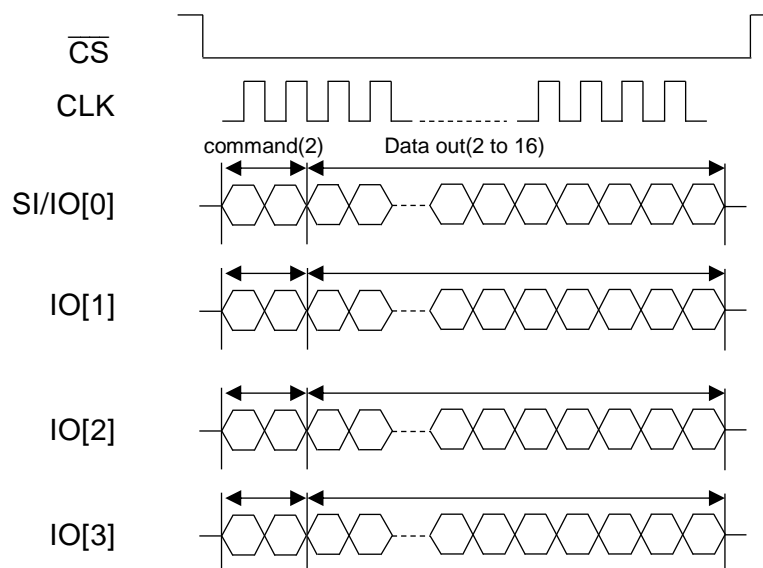 CS
CLK
command(2) Data out(2 to 16)
SI/IO[0]
IO[1]
IO[2]
IO[3]